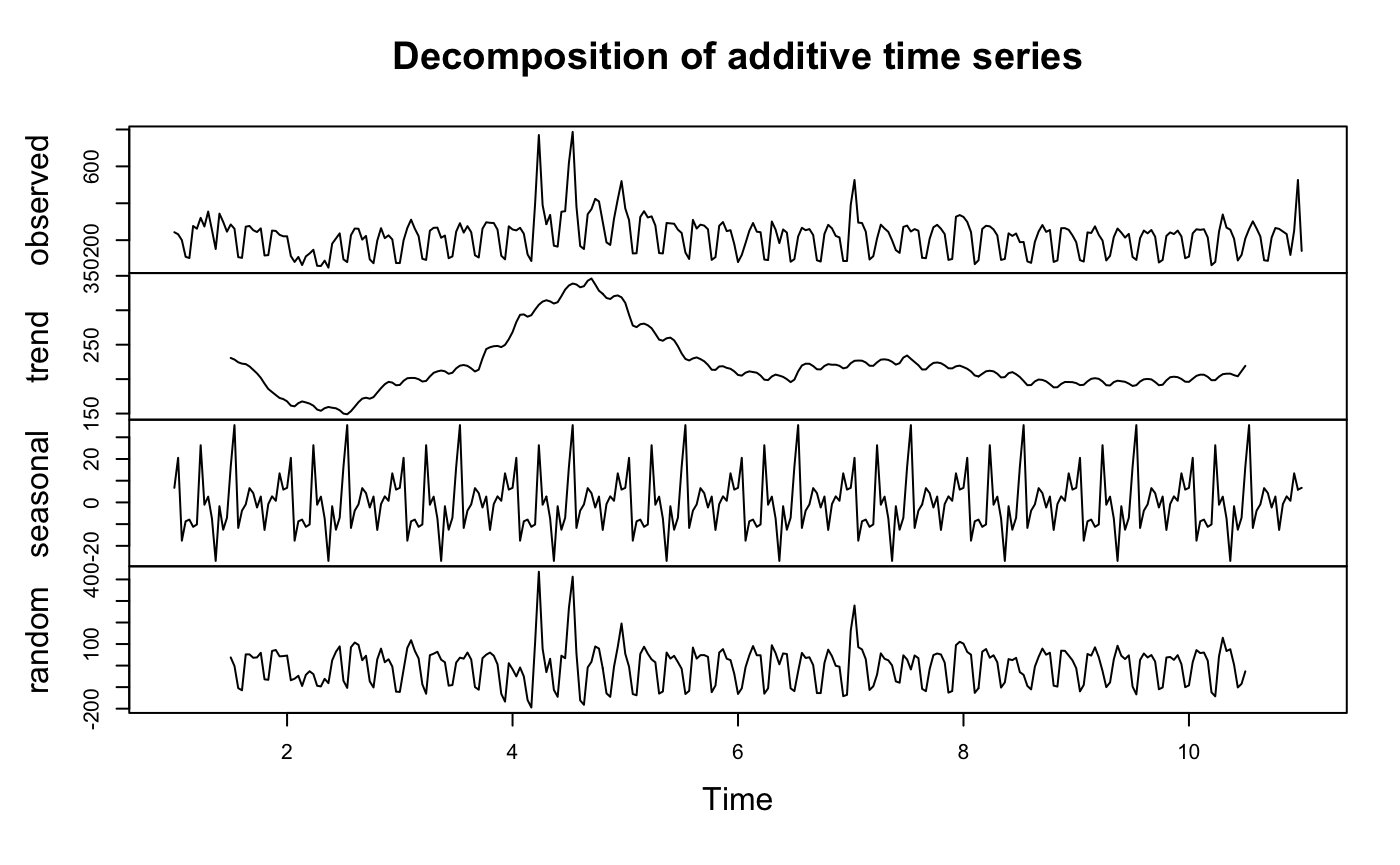 Decomposition of additive time series
observed
200 600
trend
150 250 350
seasonal
-20 0 20
random
-200 100 400
2 4 6 8 10
Time